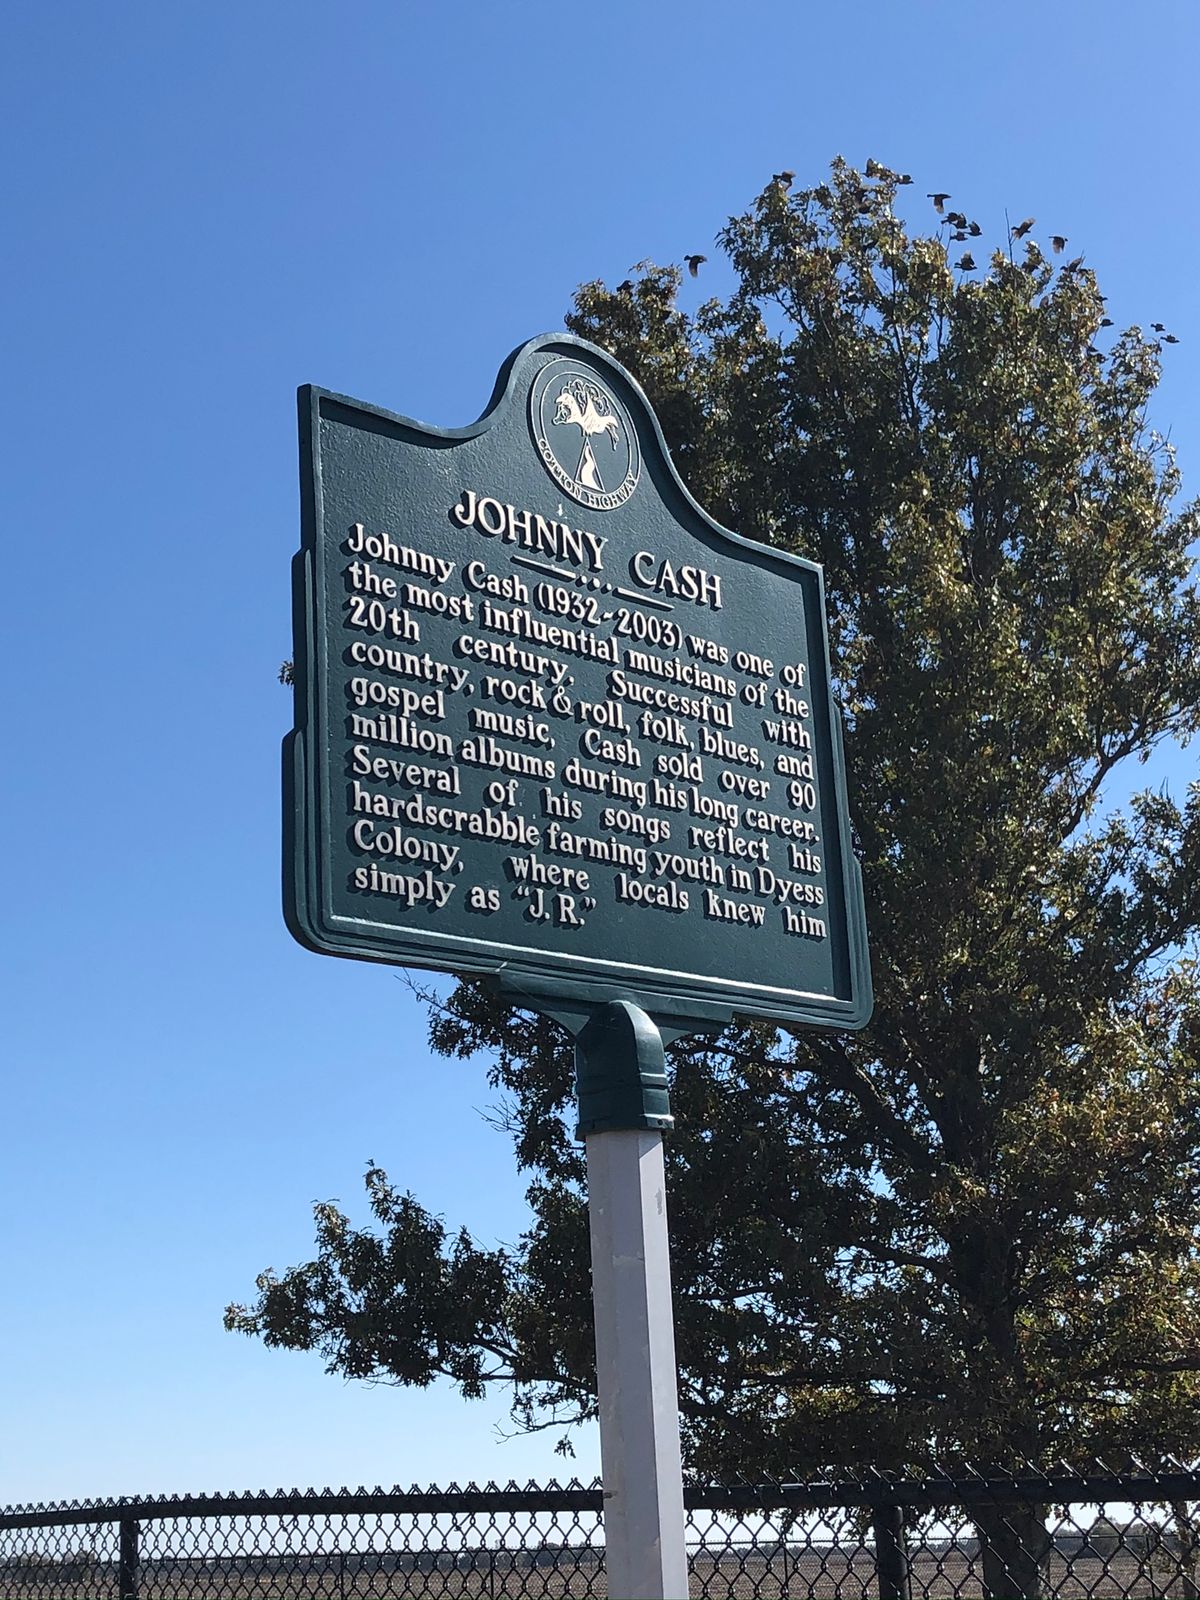 COTTON HIGHWAY
JOHNNY CASH
Johnny Cash (1932-2003) was one of
the most influential musicians of the
20th century. Successful with
country, rock & roll, folk, blues, and
gospel music, Cash sold over 90
million albums during his long career.
Several of his songs reflect his
hardscrabble farming youth in Dyess
Colony, where locals knew him
simply as "J.R."